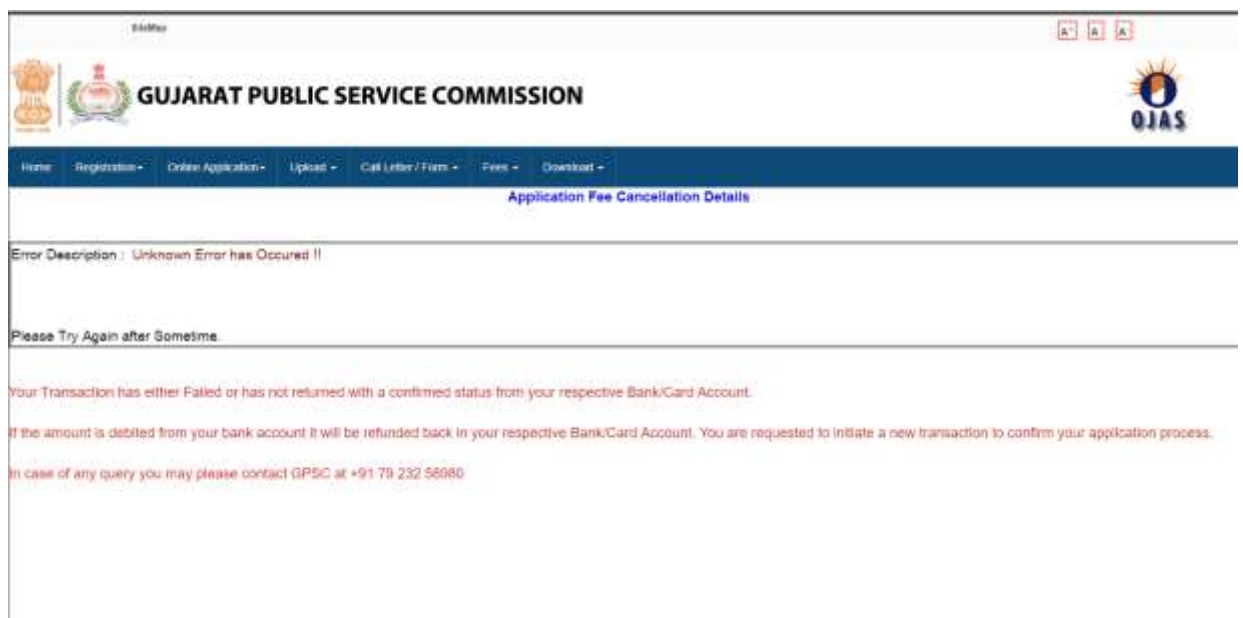 SiteMap
A+ A A
GUJARAT PUBLIC SERVICE COMMISSION
OJAS
Home Registration Online Application Upload Call Letter / Form Fees Download
Application Fee Cancellation Details
Error Description : Unknown Error has Occured !!
Please Try Again after Sometime.
Your Transaction has either Failed or has not returned with a confirmed status from your respective Bank/Card Account.
If the amount is debited from your bank account it will be refunded back in your respective Bank/Card Account. You are requested to initiate a new transaction to confirm your application process.
In case of any query you may please contact GPSC at +91 79 232 58980